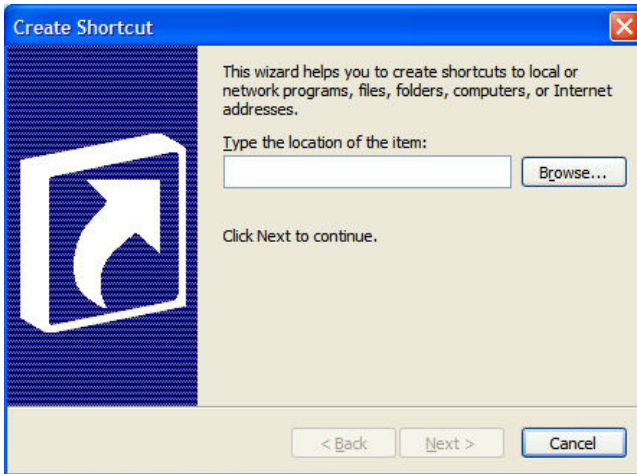 Create Shortcut
This wizard helps you to create shortcuts to local or
network programs, files, folders, computers, or Internet
addresses.
Type the location of the item:
Browse...
Click Next to continue.
< Back
Next >
Cancel